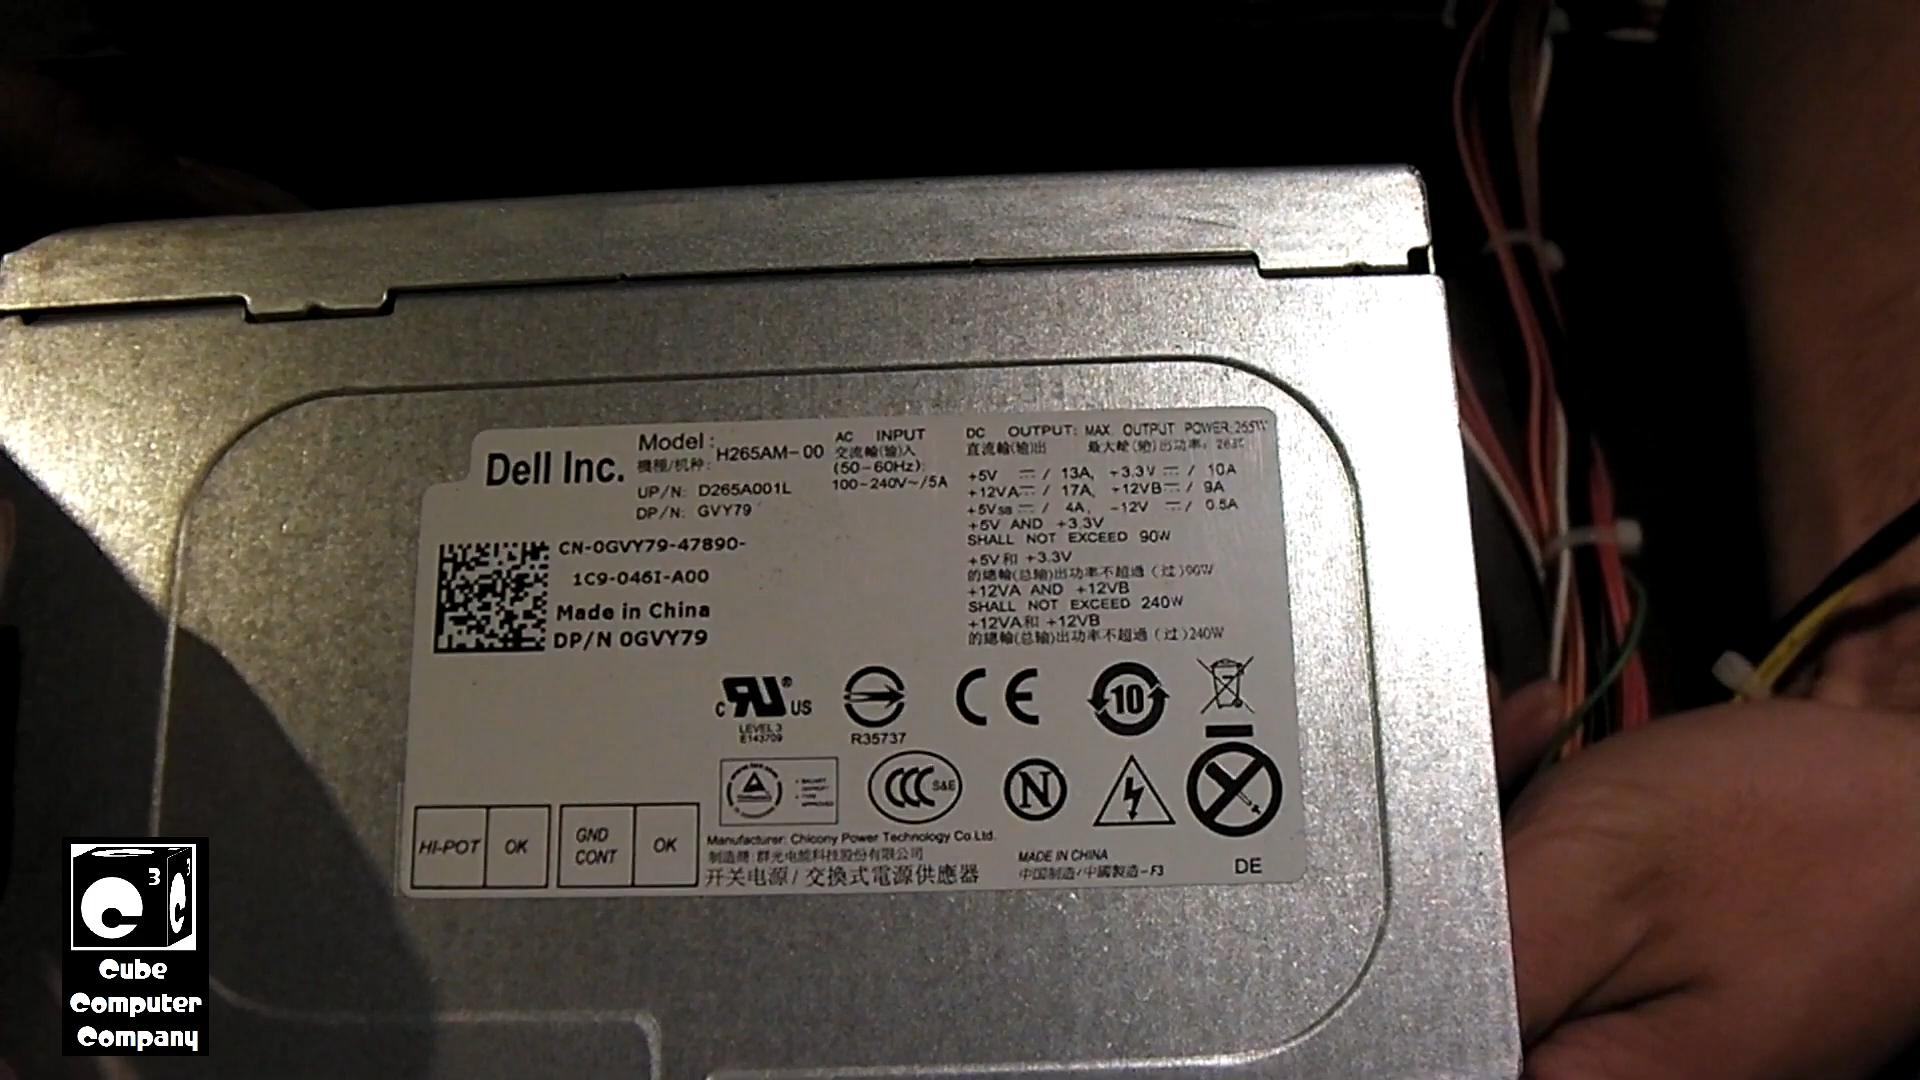 Dell Inc.
Model: H265AM-00
機種/机种:
UP/N: D265A001L
DP/N: GVY79
AC INPUT
交流輸(输)入
(50-60Hz):
100-240V~/5A
DC OUTPUT: MAX. OUTPUT POWER: 265W
直流輸(输)出 最大輸(输)出功率: 265W
+5V / 13A, +3.3V / 10A
+12VA / 17A, +12VB / 9A
+5VSB / 4A, -12V / 0.5A
+5V AND +3.3V
SHALL NOT EXCEED 90W
+5V和 +3.3V
的總輸(总输)出功率不超過(过)90W
+12VA AND +12VB
SHALL NOT EXCEED 240W
+12VA和 +12VB
的總輸(总输)出功率不超過(过)240W
CN-0GVY79-47890-
1C9-046I-A00
Made in China
DP/N 0GVY79
c RU ® US
LEVEL 3
E143709
R35737
CE
10
CCC S&E
N
HI-POT OK
GND CONT OK
Manufacturer: Chicony Power Technology Co.Ltd.
制造商: 群光电能科技股份有限公司
开关电源/交換式電源供應器
MADE IN CHINA
中国制造/中國製造-F3
DE
C3 C3
Cube
Computer
Company